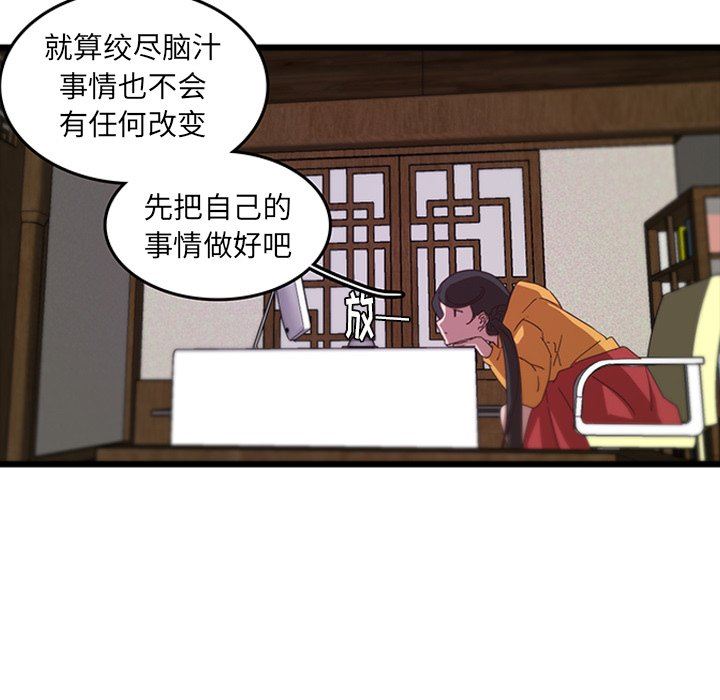 就算绞尽脑汁
事情也不会
有任何改变
先把自己的
事情做好吧
放